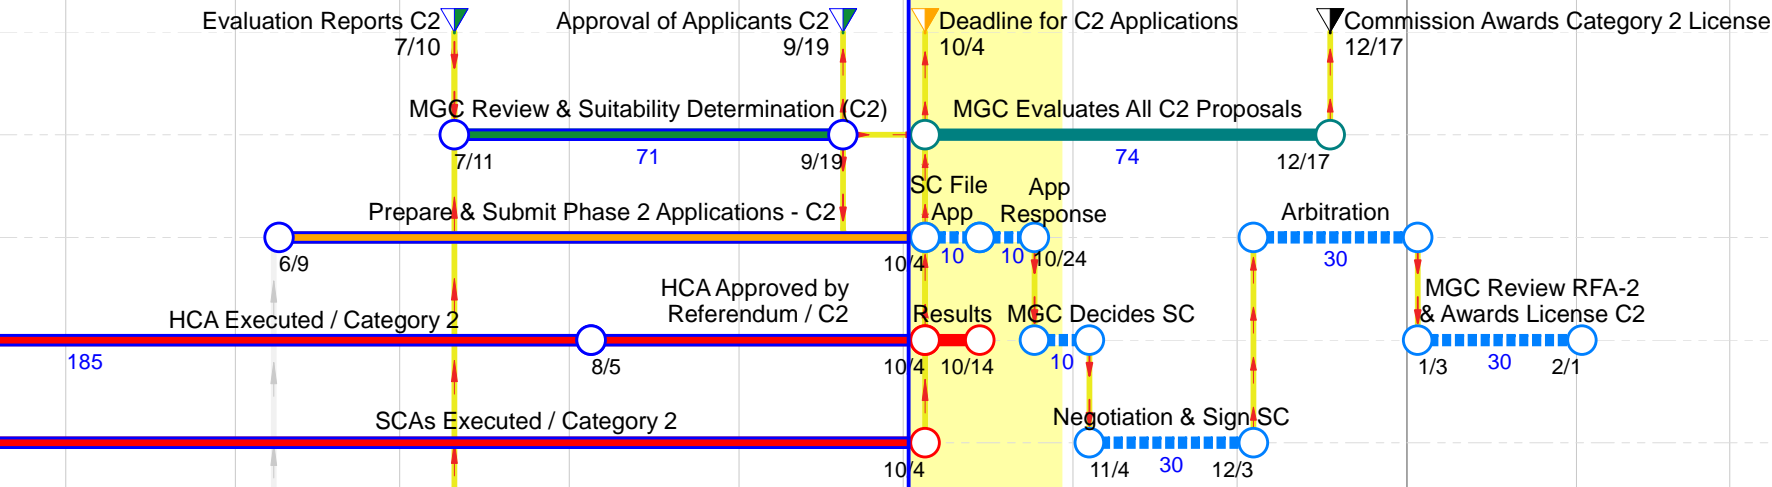 Evaluation Reports C2
7/10
Approval of Applicants C2
9/19
Deadline for C2 Applications
10/4
Commission Awards Category 2 License
12/17
MGC Review & Suitability Determination (C2)
7/11
71
9/19
MGC Evaluates All C2 Proposals
74
12/17
Prepare & Submit Phase 2 Applications - C2
6/9
10/4
SC File
App
10
App
Response
10
10/24
Arbitration
30
HCA Executed / Category 2
185
HCA Approved by
Referendum / C2
8/5
10/4
Results
10/14
MGC Decides SC
10
MGC Review RFA-2
& Awards License C2
1/3
30
2/1
SCAs Executed / Category 2
10/4
Negotiation & Sign SC
11/4
30
12/3